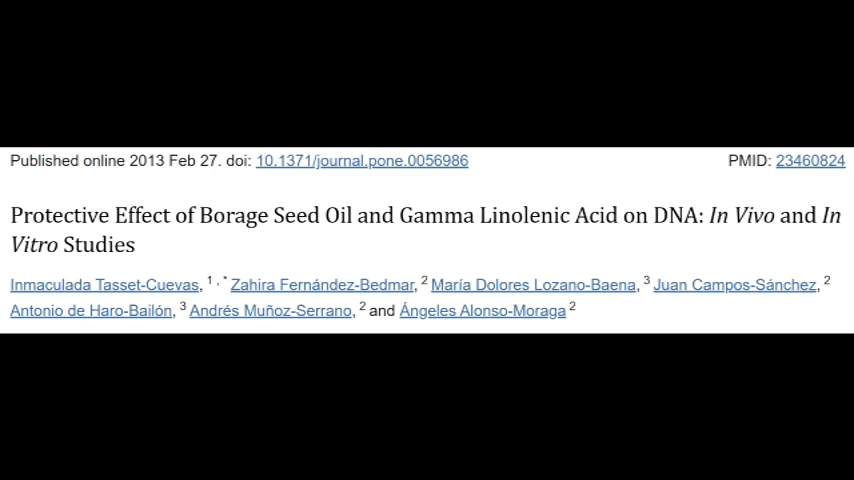 Published online 2013 Feb 27. doi: 10.1371/journal.pone.0056986 PMID: 23460824
Protective Effect of Borage Seed Oil and Gamma Linolenic Acid on DNA: In Vivo and In
Vitro Studies
Inmaculada Tasset-Cuevas, 1 , * Zahira Fernández-Bedmar, 2 María Dolores Lozano-Baena, 3 Juan Campos-Sánchez, 2
Antonio de Haro-Bailón, 3 Andrés Muñoz-Serrano, 2 and Ángeles Alonso-Moraga 2